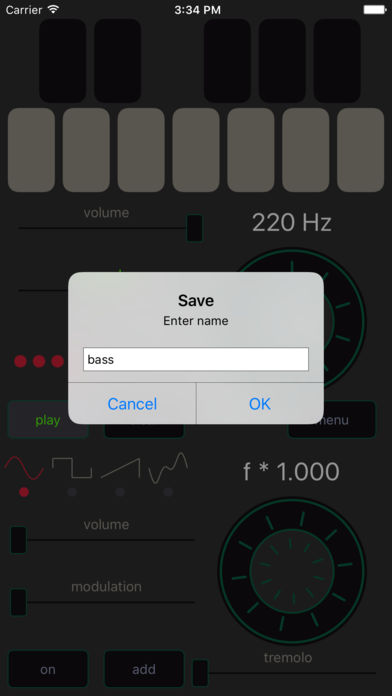 Carrier 3:34 PM
volume
220 Hz
Save
Enter name
bass
Cancel OK
play menu
f * 1.000
volume
modulation
on add
tremolo